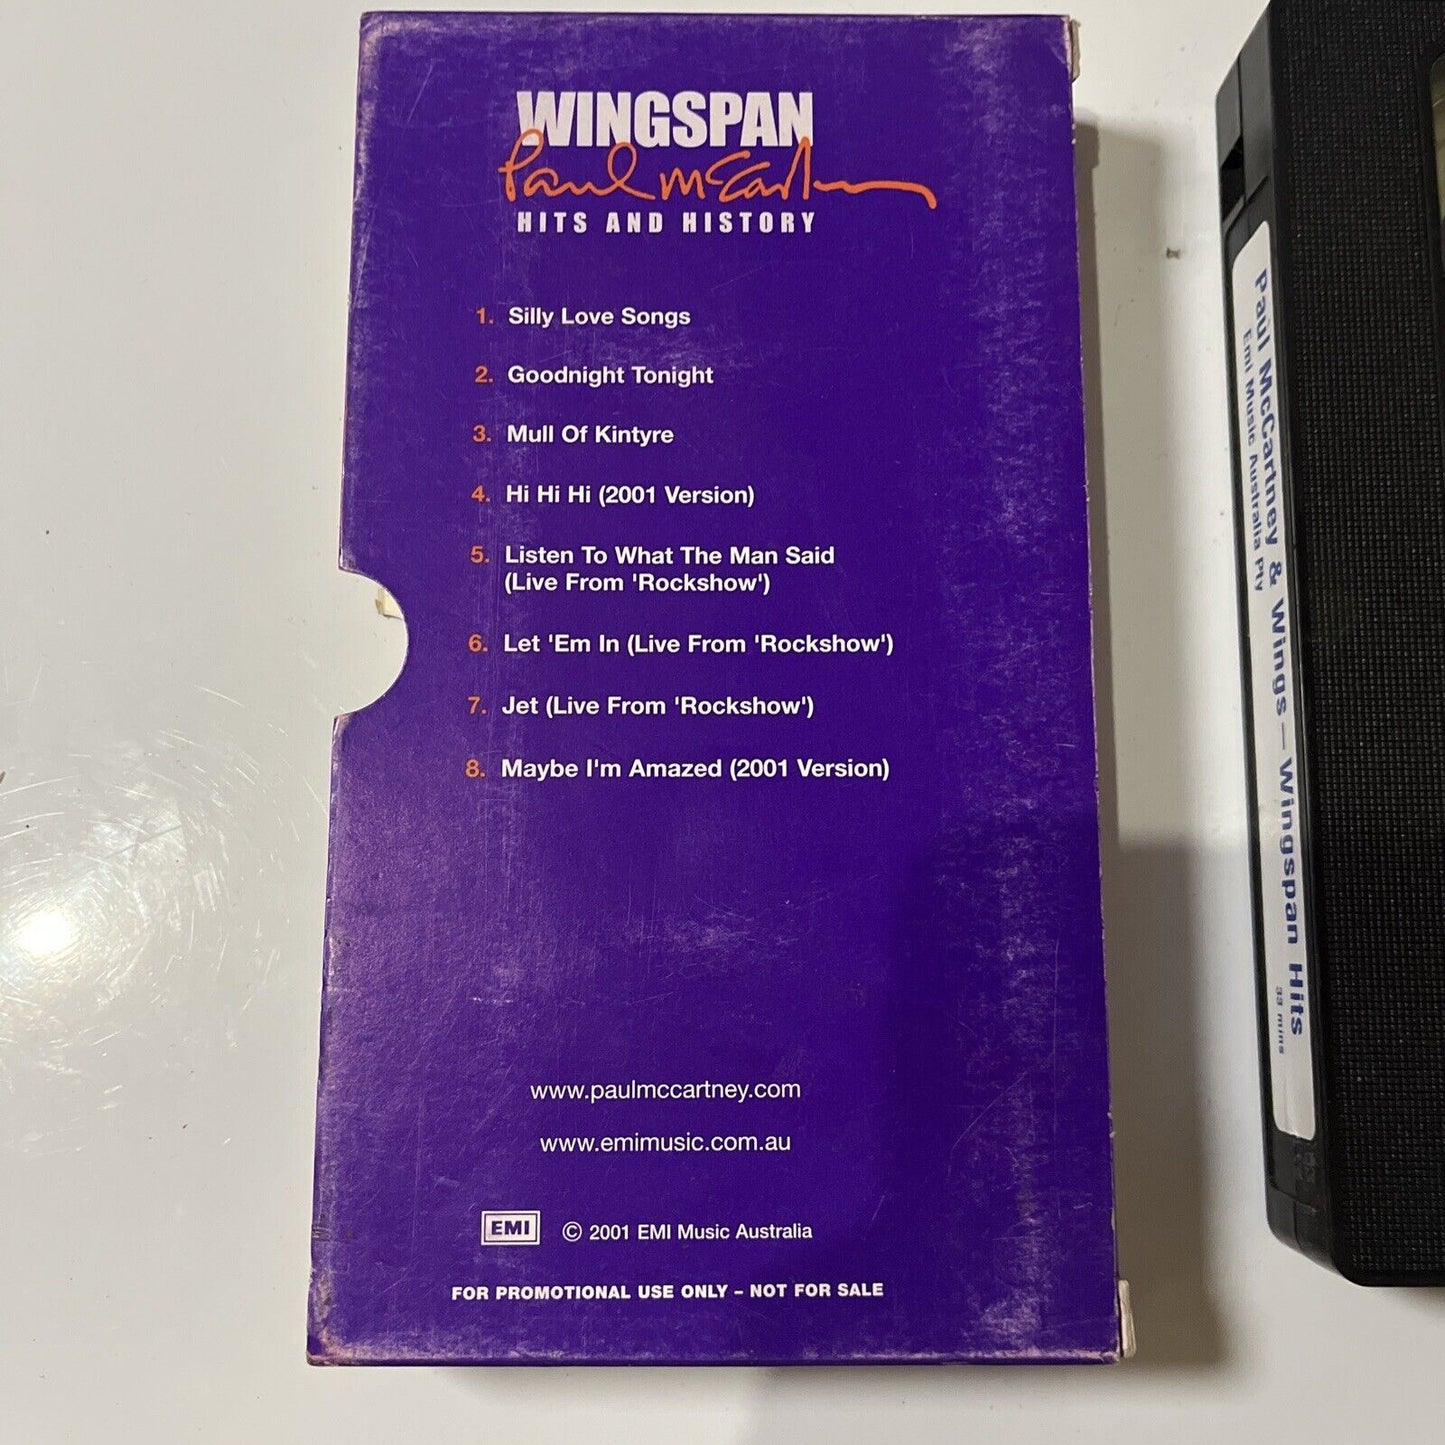 WINGSPAN
Paul McCartney
HITS AND HISTORY
1. Silly Love Songs
2. Goodnight Tonight
3. Mull Of Kintyre
4. Hi Hi Hi (2001 Version)
5. Listen To What The Man Said
(Live From 'Rockshow')
6. Let 'Em In (Live From 'Rockshow')
7. Jet (Live From 'Rockshow')
8. Maybe I'm Amazed (2001 Version)
www.paulmccartney.com
www.emimusic.com.au
EMI © 2001 EMI Music Australia
FOR PROMOTIONAL USE ONLY – NOT FOR SALE
Paul McCartney & Wings – Wingspan Hits
Emi Music Australia Pty
33 mins